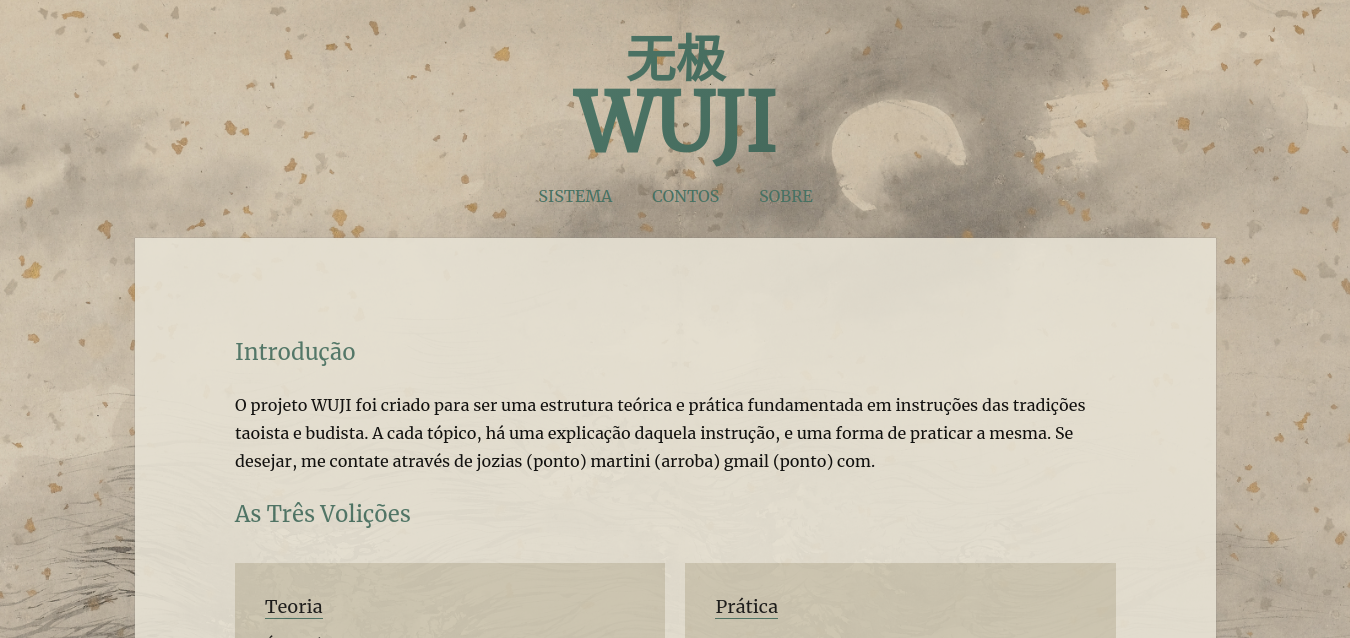 无极
WUJI
SISTEMA CONTOS SOBRE
Introdução
O projeto WUJI foi criado para ser uma estrutura teórica e prática fundamentada em instruções das tradições
taoista e budista. A cada tópico, há uma explicação daquela instrução, e uma forma de praticar a mesma. Se
desejar, me contate através de jozias (ponto) martini (arroba) gmail (ponto) com.
As Três Volições
Teoria
Prática